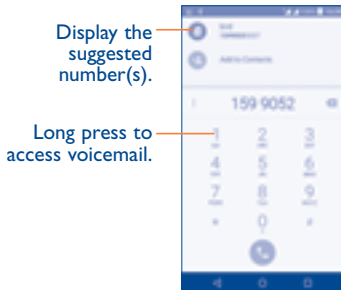 Display the
suggested
number(s).
Add to Contacts
159 9052
Long press to
access voicemail.
1 2 3
4 5 6
7 8 9
* 0 #